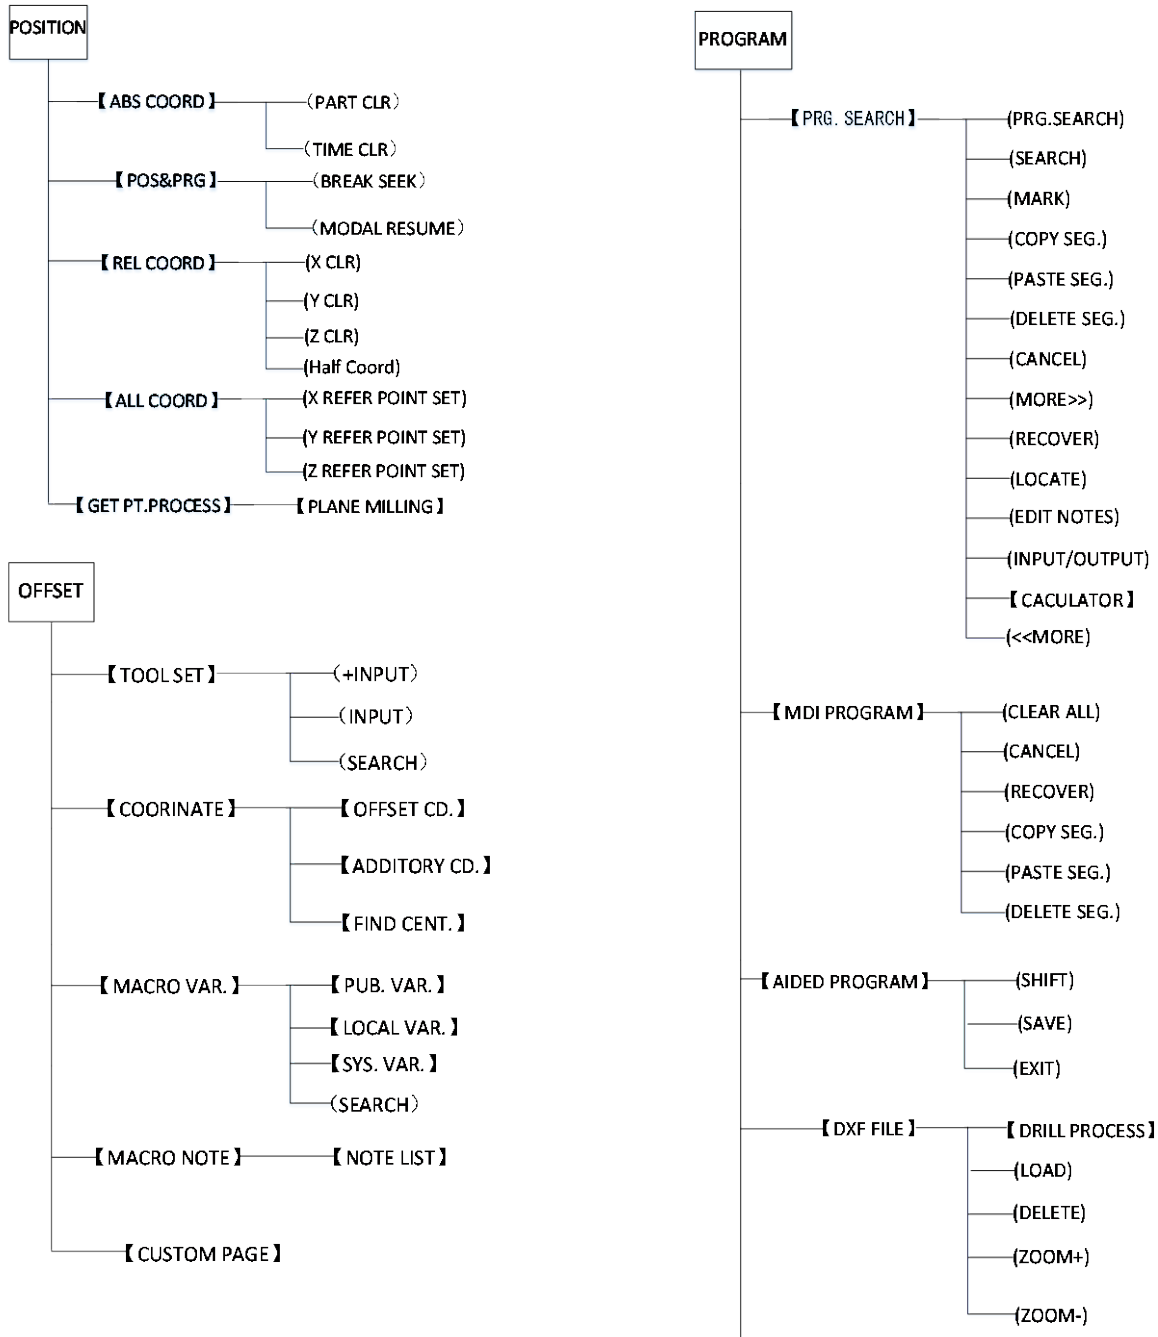 POSITION
【ABS COORD】
(PART CLR)
(TIME CLR)
【POS&PRG】
(BREAK SEEK)
(MODAL RESUME)
【REL COORD】
(X CLR)
(Y CLR)
(Z CLR)
(Half Coord)
【ALL COORD】
(X REFER POINT SET)
(Y REFER POINT SET)
(Z REFER POINT SET)
【GET PT.PROCESS】
【PLANE MILLING】
OFFSET
【TOOL SET】
(+INPUT)
(INPUT)
(SEARCH)
【COORINATE】
【OFFSET CD.】
【ADDITORY CD.】
【FIND CENT.】
【MACRO VAR.】
【PUB. VAR.】
【LOCAL VAR.】
【SYS. VAR.】
(SEARCH)
【MACRO NOTE】
【NOTE LIST】
【CUSTOM PAGE】
PROGRAM
【PRG. SEARCH】
(PRG.SEARCH)
(SEARCH)
(MARK)
(COPY SEG.)
(PASTE SEG.)
(DELETE SEG.)
(CANCEL)
(MORE>>)
(RECOVER)
(LOCATE)
(EDIT NOTES)
(INPUT/OUTPUT)
【CACULATOR】
(<<MORE)
【MDI PROGRAM】
(CLEAR ALL)
(CANCEL)
(RECOVER)
(COPY SEG.)
(PASTE SEG.)
(DELETE SEG.)
【AIDED PROGRAM】
(SHIFT)
(SAVE)
(EXIT)
【DXF FILE】
【DRILL PROCESS】
(LOAD)
(DELETE)
(ZOOM+)
(ZOOM-)